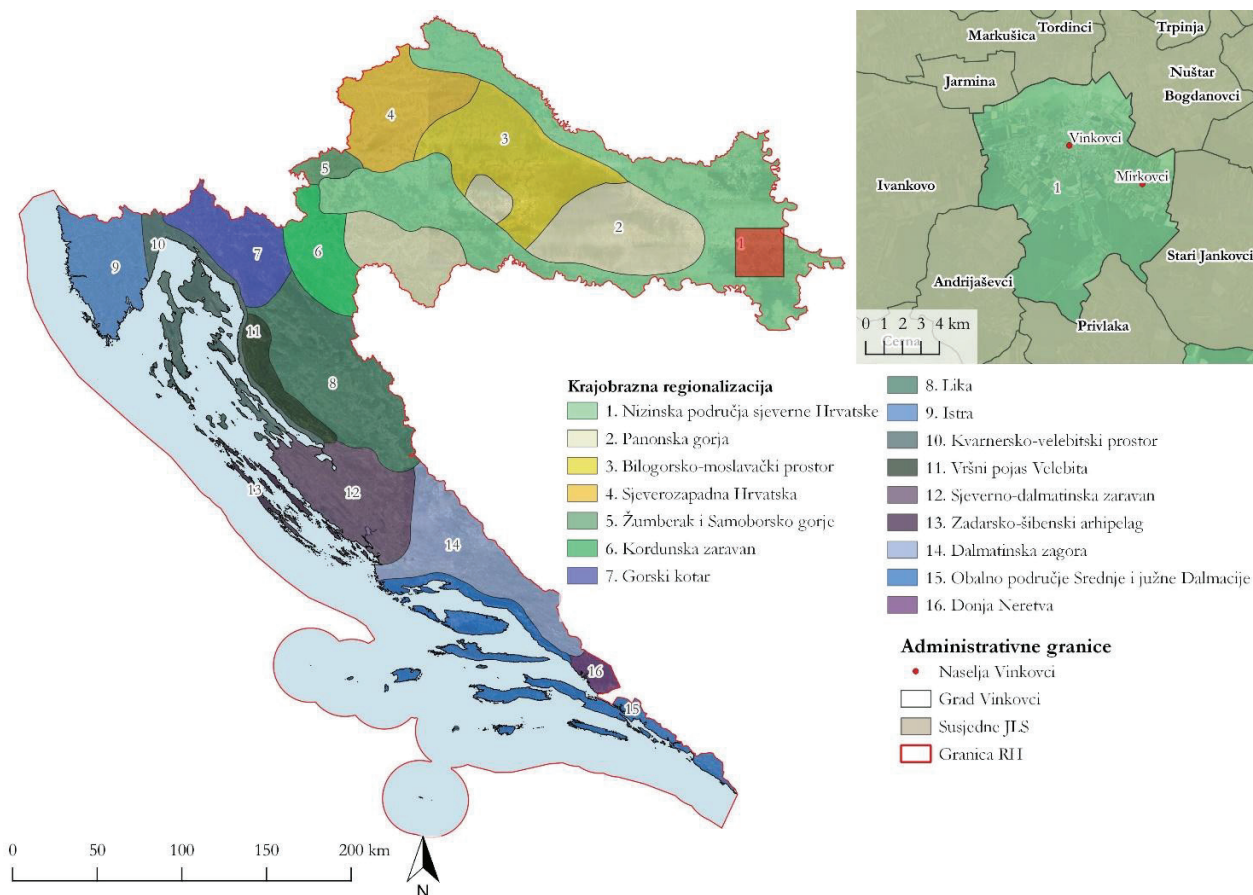 4
3
5
2
1
6
7
10
9
11
8
12
13
14
16
15
0 50 100 150 200 km
N
Markušica
Tordinci
Trpinja
Jarmina
Nuštar
Bogdanovci
Vinkovci
Mirkovci
Ivankovo
1
Stari Jankovci
Andrijaševci
Privlaka
0 1 2 3 4 km
Cerna
Krajobrazna regionalizacija
1. Nizinska područja sjeverne Hrvatske
2. Panonska gorja
3. Bilogorsko-moslavački prostor
4. Sjeverozapadna Hrvatska
5. Žumberak i Samoborsko gorje
6. Kordunska zaravan
7. Gorski kotar
8. Lika
9. Istra
10. Kvarnersko-velebitski prostor
11. Vršni pojas Velebita
12. Sjeverno-dalmatinska zaravan
13. Zadarsko-šibenski arhipelag
14. Dalmatinska zagora
15. Obalno područje Srednje i južne Dalmacije
16. Donja Neretva
Administrativne granice
Naselja Vinkovci
Grad Vinkovci
Susjedne JLS
Granica RH